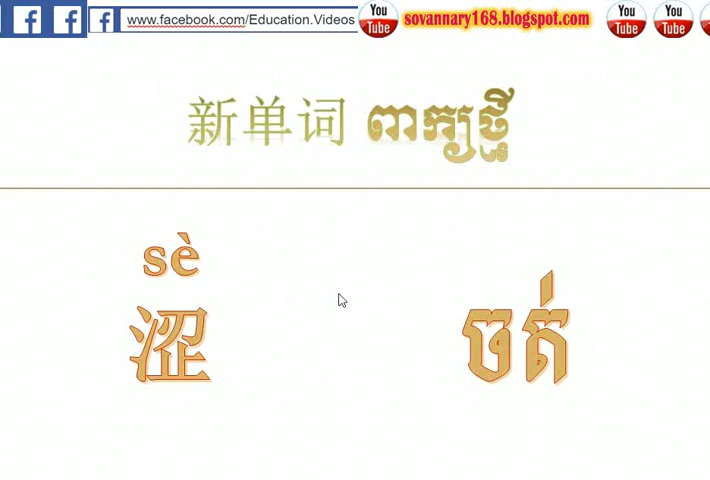 www.facebook.com/Education.Videos sovannary168.blogspot.com You Tube You Tube You Tube
新单词 ពាក្យថ្មី
sè
涩 ចត់